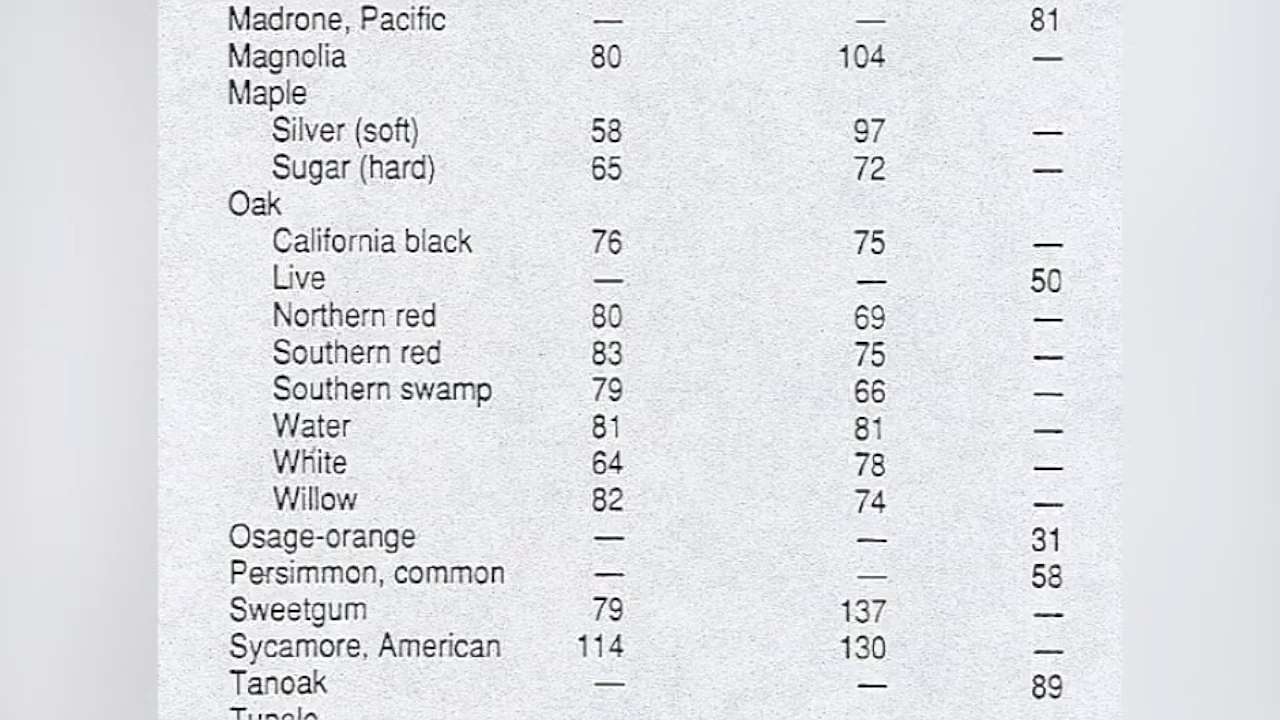 Madrone, Pacific — — 81
Magnolia 80 104 —
Maple
Silver (soft) 58 97 —
Sugar (hard) 65 72 —
Oak
California black 76 75 —
Live — — 50
Northern red 80 69 —
Southern red 83 75 —
Southern swamp 79 66 —
Water 81 81 —
White 64 78 —
Willow 82 74 —
Osage-orange — — 31
Persimmon, common — — 58
Sweetgum 79 137 —
Sycamore, American 114 130 —
Tanoak — — 89